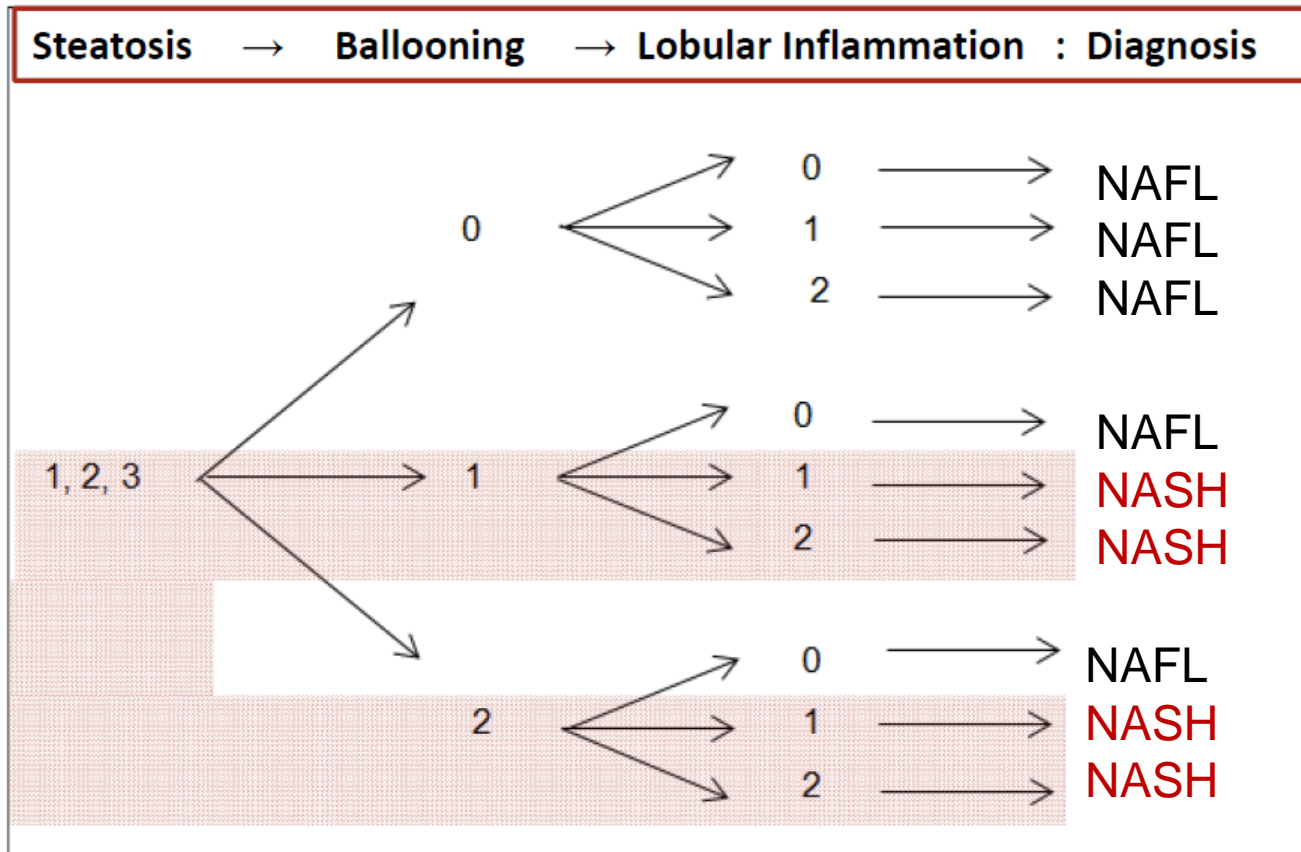 Steatosis → Ballooning → Lobular Inflammation : Diagnosis
0 NAFL
0 1 NAFL
2 NAFL
0 NAFL
1, 2, 3 1 1 NASH
2 NASH
0 NAFL
2 1 NASH
2 NASH